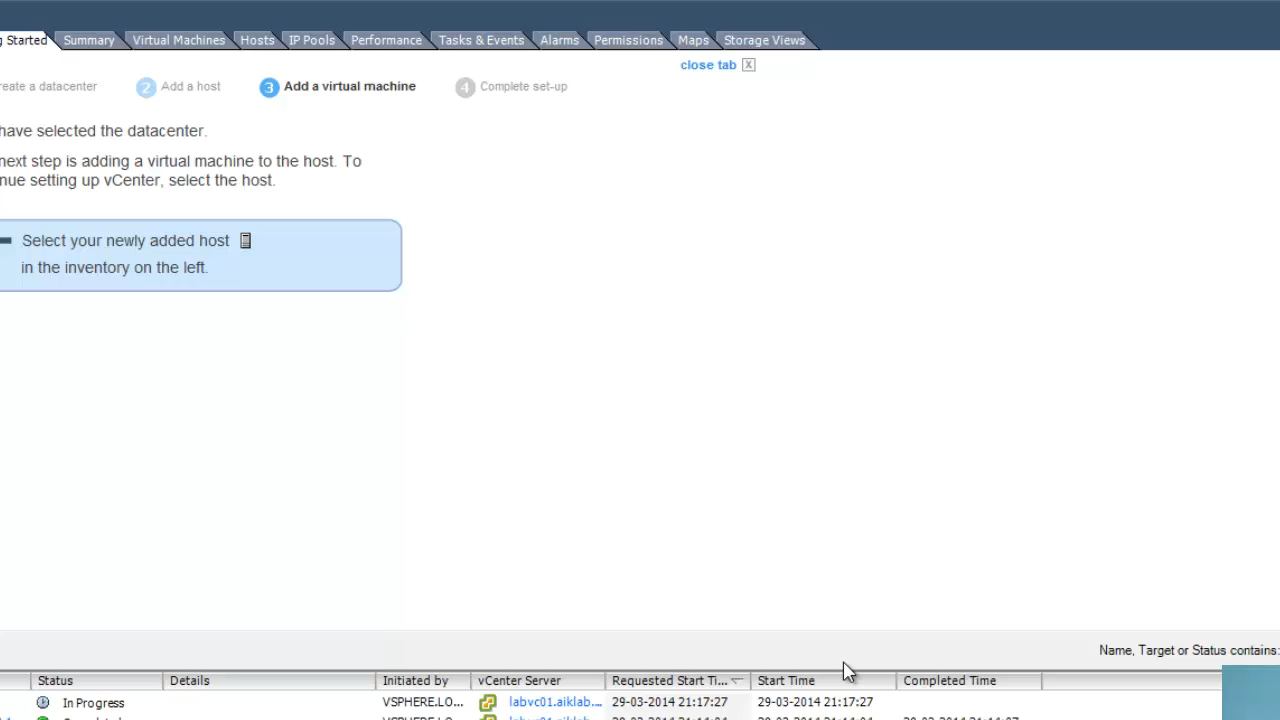 Started Summary Virtual Machines Hosts IP Pools Performance Tasks & Events Alarms Permissions Maps Storage Views
close tab X
eate a datacenter 2 Add a host 3 Add a virtual machine 4 Complete set-up
have selected the datacenter.
next step is adding a virtual machine to the host. To
nue setting up vCenter, select the host.
Select your newly added host
in the inventory on the left.
Name, Target or Status contains:
Status Details Initiated by vCenter Server Requested Start Ti... Start Time Completed Time
In Progress VSPHERE.LO... labvc01.aiklab.... 29-03-2014 21:17:27 29-03-2014 21:17:27